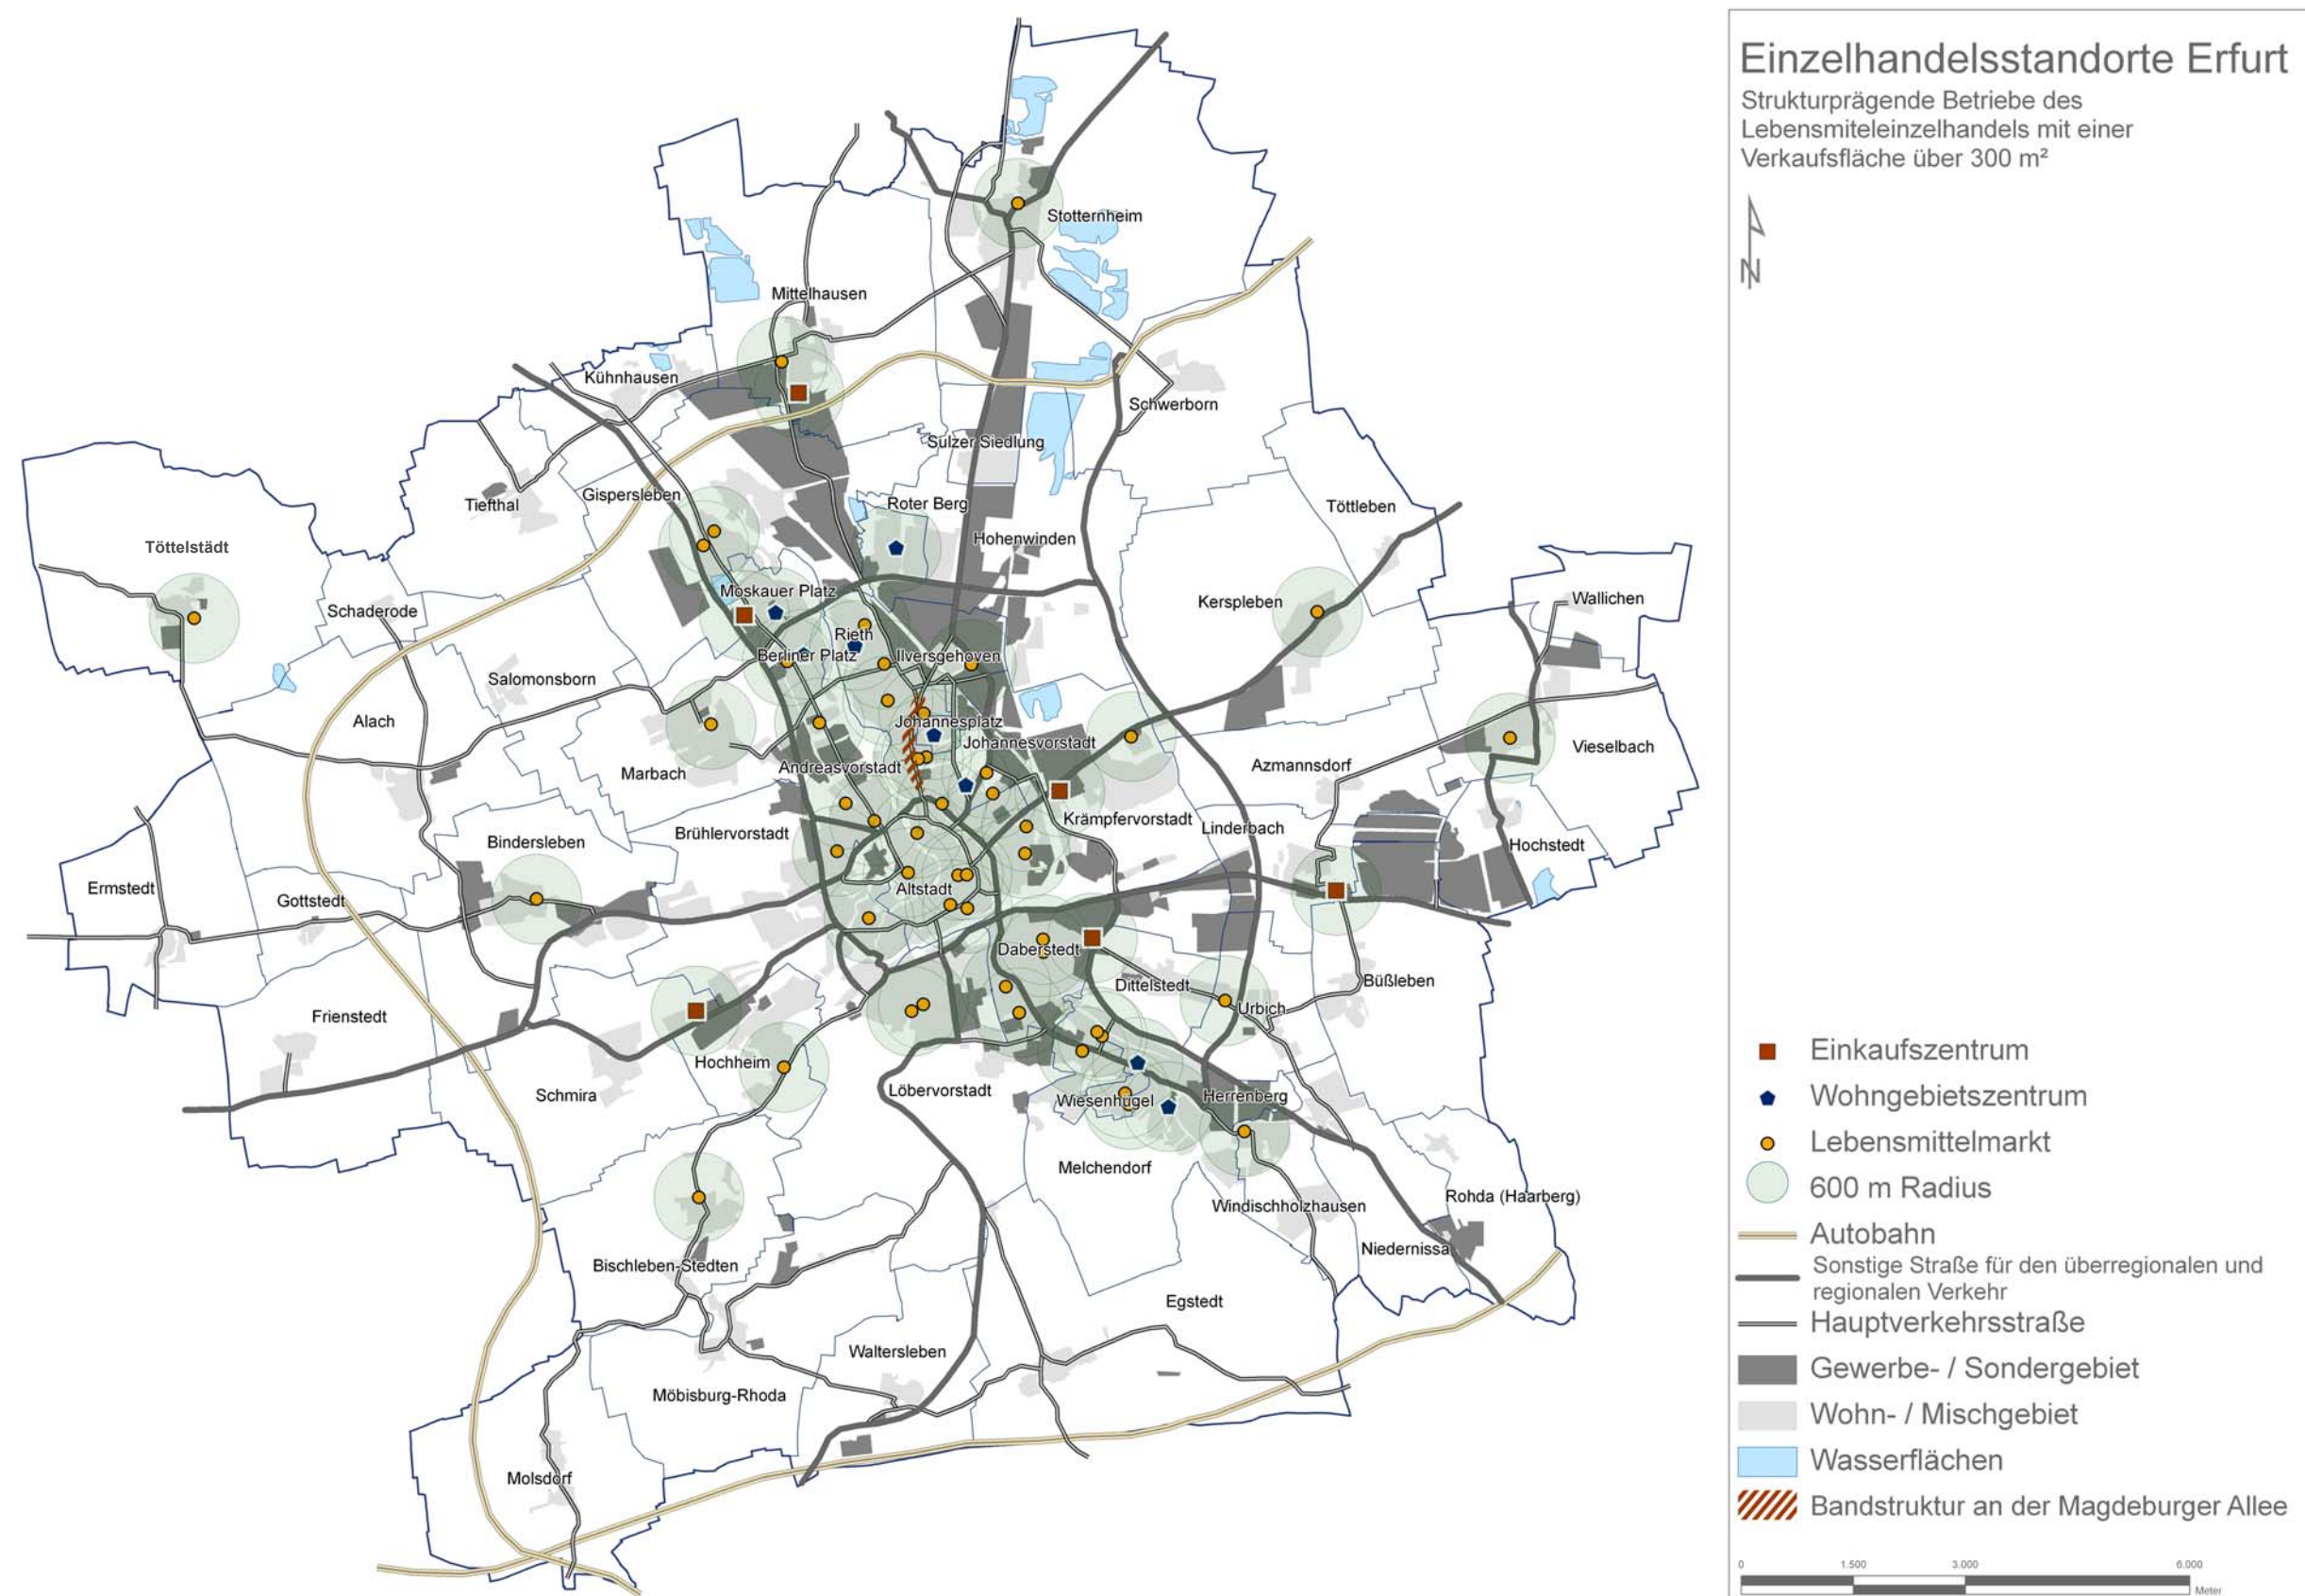 Einzelhandelsstandorte Erfurt
Strukturprägende Betriebe des
Lebensmiteleinzelhandels mit einer
Verkaufsfläche über 300 m²
N
Stotternheim
Mittelhausen
Kühnhausen
Schwerborn
Sulzer Siedlung
Gispersleben
Tiefthal
Roter Berg
Töttleben
Hohenwinden
Töttelstädt
Moskauer Platz
Schaderode
Kerspleben
Wallichen
Rieth
Berliner Platz
Ilversgehoven
Salomonsborn
Alach
Johannesplatz
Johannesvorstadt
Vieselbach
Marbach
Andreasvorstadt
Azmannsdorf
Krämpfervorstadt
Linderbach
Brühlervorstadt
Bindersleben
Hochstedt
Ermstedt
Altstadt
Gottstedt
Daberstedt
Dittelstedt
Büßleben
Frienstedt
Urbich
Hochheim
Schmira
Löbervorstadt
Wiesenhügel
Herrenberg
Melchendorf
Windischholzhausen
Rohda (Haarberg)
Niedernissa
Bischleben-Stedten
Egstedt
Waltersleben
Möbisburg-Rhoda
Molsdorf
Einkaufszentrum
Wohngebietszentrum
Lebensmittelmarkt
600 m Radius
Autobahn
Sonstige Straße für den überregionalen und
regionalen Verkehr
Hauptverkehrsstraße
Gewerbe- / Sondergebiet
Wohn- / Mischgebiet
Wasserflächen
Bandstruktur an der Magdeburger Allee
0 1.500 3.000 6.000
Meter